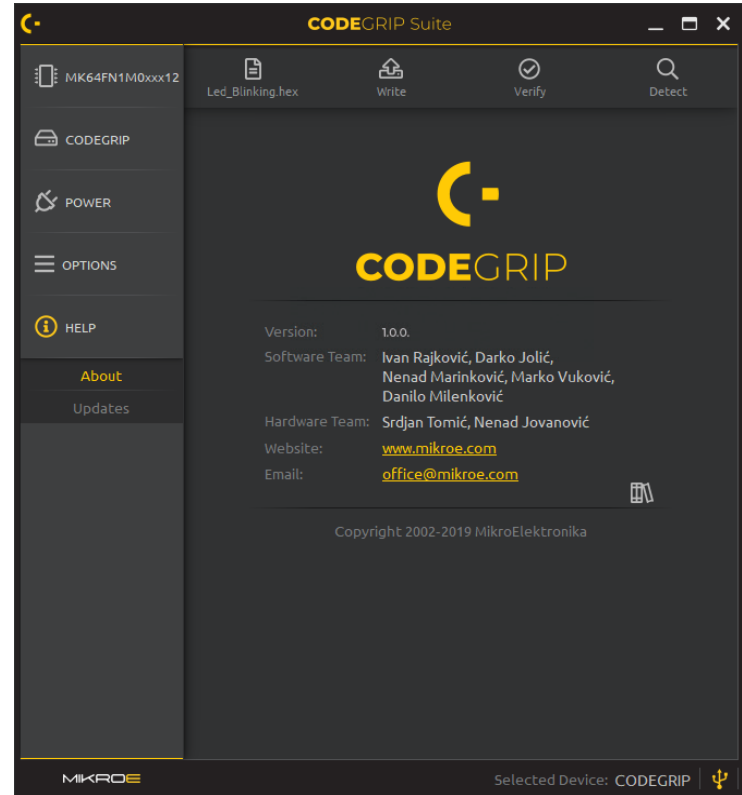 CODEGRIP Suite
MK64FN1M0xxx12
CODEGRIP
POWER
OPTIONS
HELP
About
Updates
Led_Blinking.hex
Write
Verify
Detect
CODEGRIP
Version: 1.0.0.
Software Team: Ivan Rajković, Darko Jolić,
Nenad Marinković, Marko Vuković,
Danilo Milenković
Hardware Team: Srdjan Tomić, Nenad Jovanović
Website: www.mikroe.com
Email: office@mikroe.com
Copyright 2002-2019 MikroElektronika
MIKROE
Selected Device: CODEGRIP